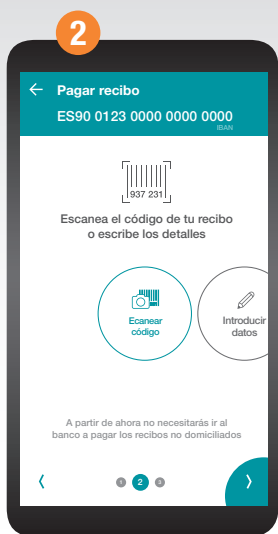 2
Pagar recibo
ES90 0123 0000 0000 0000
IBAN
937 231
Escanea el código de tu recibo
o escribe los detalles
Ecanear
código
Introducir
datos
A partir de ahora no necesitarás ir al
banco a pagar los recibos no domiciliados
1 2 3